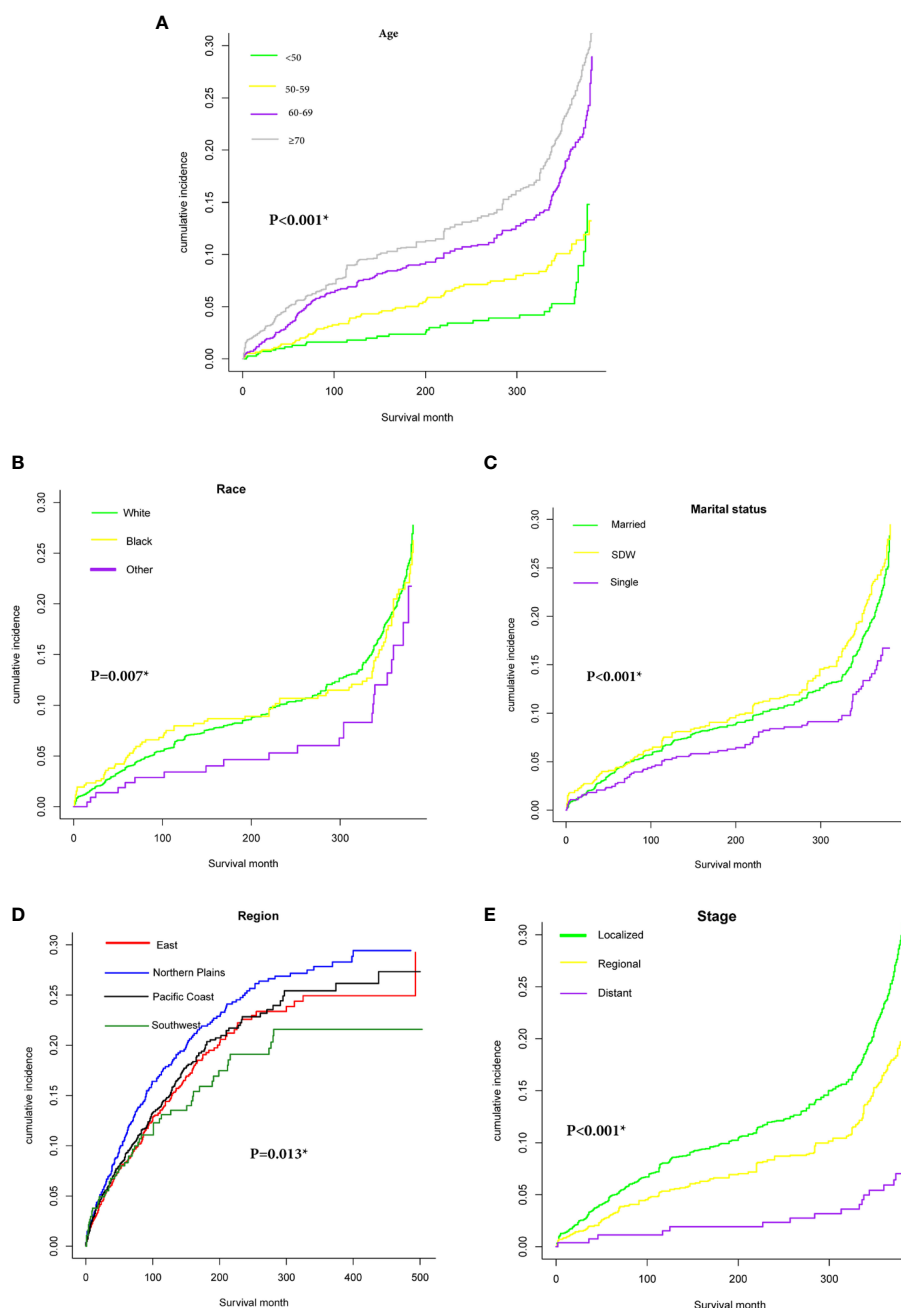 A
Age
<50
50-59
60-69
≥70
P<0.001*
cumulative incidence
0.30
0.25
0.20
0.15
0.10
0.05
0.00
0 100 200 300
Survival month
B
Race
White
Black
Other
P=0.007*
cumulative incidence
0.30
0.25
0.20
0.15
0.10
0.05
0.00
0 100 200 300
Survival month
C
Marital status
Married
SDW
Single
P<0.001*
cumulative incidence
0.30
0.25
0.20
0.15
0.10
0.05
0.00
0 100 200 300
Survival month
D
Region
East
Northern Plains
Pacific Coast
Southwest
P=0.013*
cumulative incidence
0.30
0.25
0.20
0.15
0.10
0.05
0.00
0 100 200 300 400 500
Survival month
E
Stage
Localized
Regional
Distant
P<0.001*
cumulative incidence
0.30
0.25
0.20
0.15
0.10
0.05
0.00
0 100 200 300
Survival month